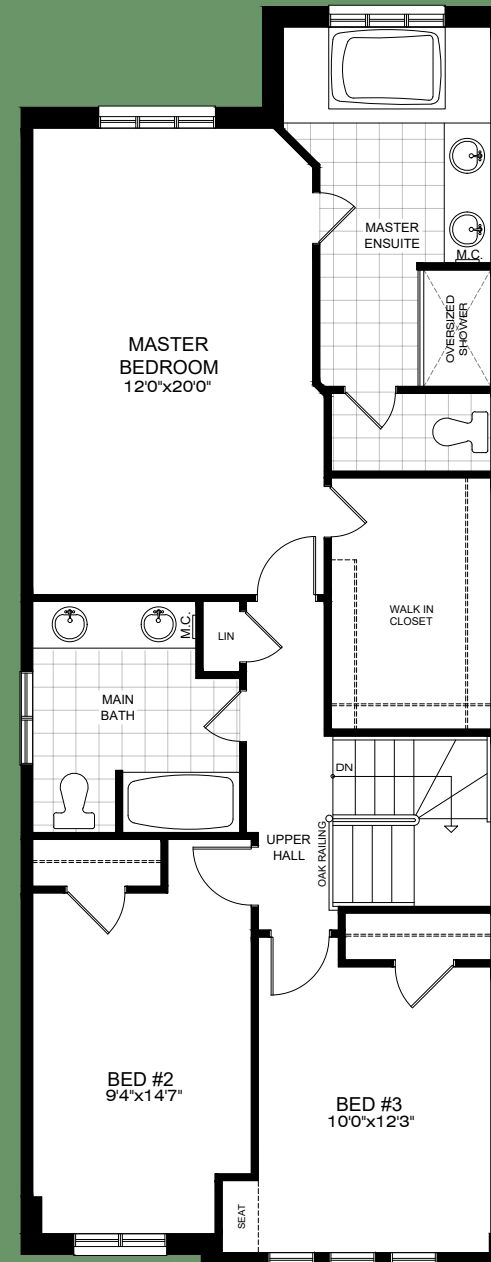 MASTER
ENSUITE
M.C.
OVERSIZED
SHOWER
MASTER
BEDROOM
12'0"x20'0"
WALK IN
CLOSET
M.C.
LIN
MAIN
BATH
DN
UPPER
HALL
OAK RAILING
BED #2
9'4"x14'7"
BED #3
10'0"x12'3"
SEAT